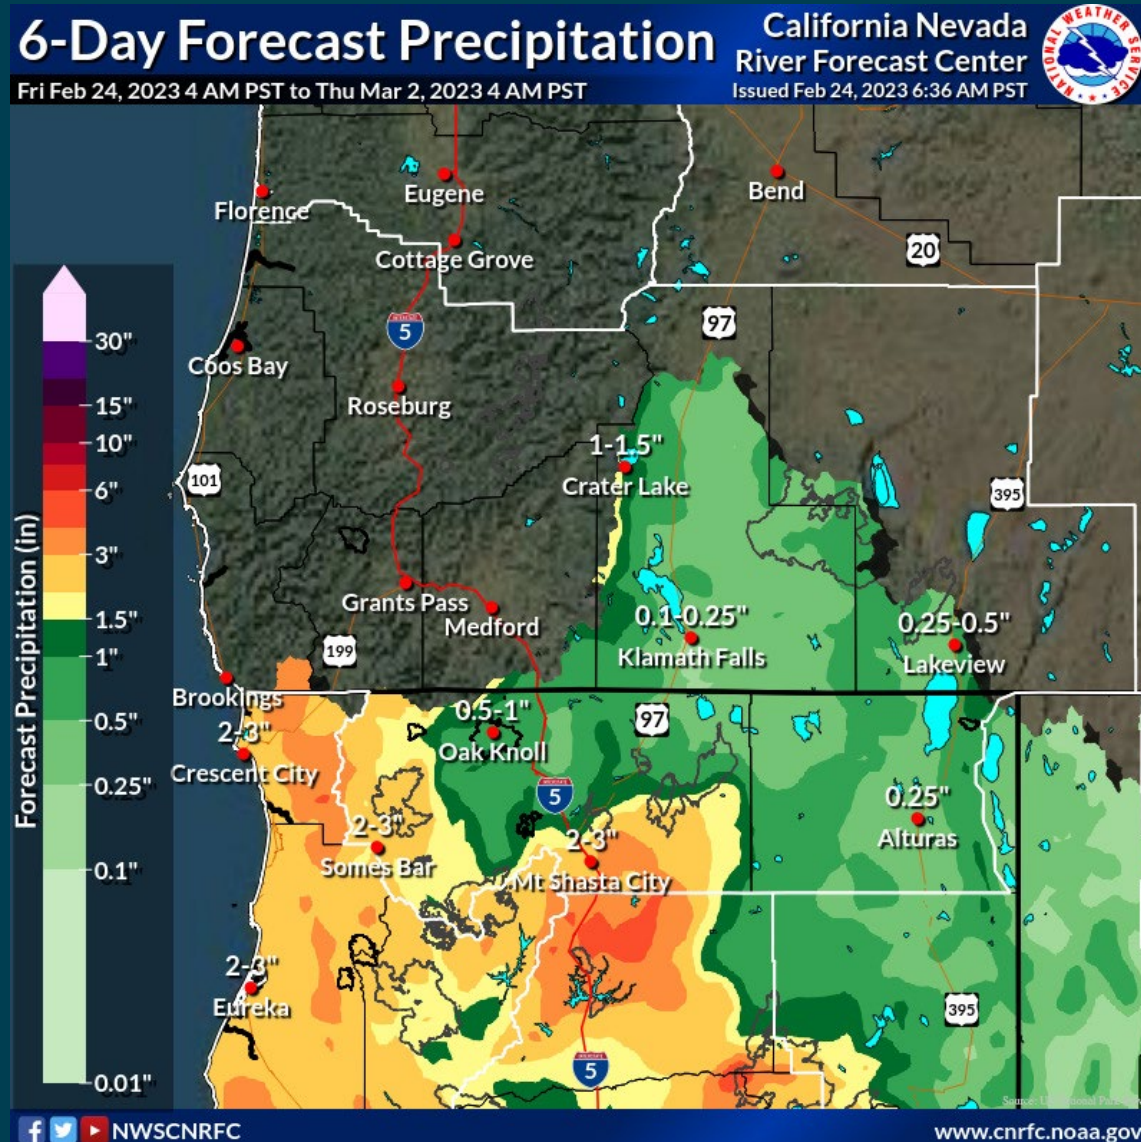 6-Day Forecast Precipitation
California Nevada
River Forecast Center
Fri Feb 24, 2023 4 AM PST to Thu Mar 2, 2023 4 AM PST
Issued Feb 24, 2023 6:36 AM PST
NATIONAL WEATHER SERVICE
Eugene
Bend
Florence
20
Cottage Grove
97
5
30"
Coos Bay
15"
Roseburg
10"
1-1.5"
101
Crater Lake
6"
395
Forecast Precipitation (in)
3"
Grants Pass
0.1-0.25"
1.5"
Medford
0.25-0.5"
199
Klamath Falls
1"
Lakeview
Brookings
0.5-1"
97
0.5"
2-3"
Oak Knoll
Crescent City
0.25"
5
0.25"
2-3"
2-3"
Alturas
Somes Bar
0.1"
Mt Shasta City
2-3"
Eureka
395
5
0.01"
NWSCNRFC
www.cnrfc.noaa.gov